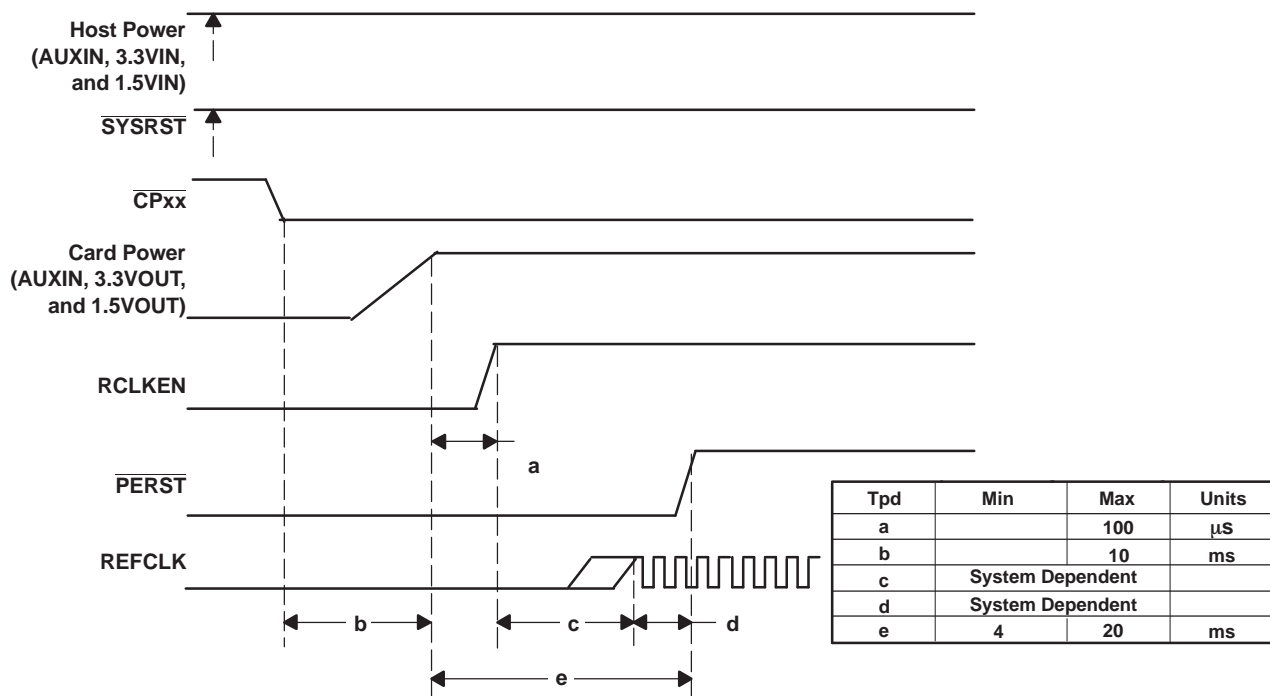 Host Power
(AUXIN, 3.3VIN,
and 1.5VIN)
SYSRST
CPxx
Card Power
(AUXIN, 3.3VOUT,
and 1.5VOUT)
RCLKEN
a
PERST
REFCLK
b
c
d
e
Tpd Min Max Units
a 100 μs
b 10 ms
c System Dependent
d System Dependent
e 4 20 ms